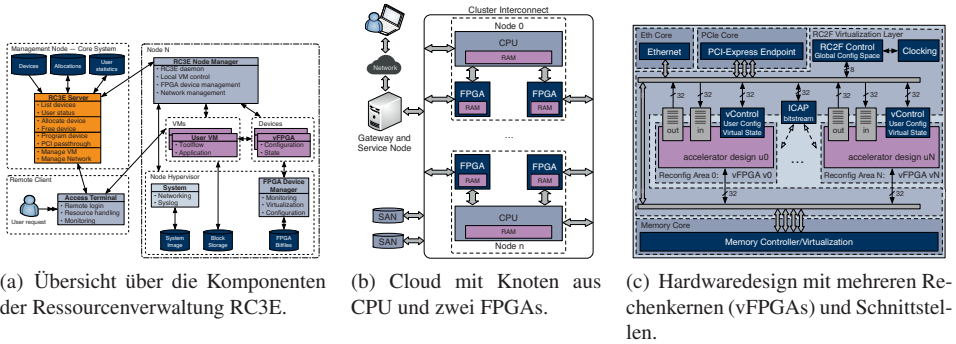 Management Node — Core System
Devices
Allocations
User
statistics
RC3E Server
• List devices
• User status
• Allocate device
• Free device
• Program device
• PCI passthrough
• Manage VM
• Manage Network
Remote Client
User request
Access Terminal
• Remote login
• Resource handling
• Monitoring
Node N
RC3E Node Manager
• RC3E daemon
• Local VM control
• FPGA device management
• Network management
VMs
User VM
• Toolflow
• Application
Devices
vFPGA
• Configuration
• State
Node Hypervisor
System
• Networking
• Syslog
FPGA Device
Manager
• Monitoring
• Virtualization
• Configuration
System
Image
Block
Storage
FPGA
Bitfiles
(a) Übersicht über die Komponenten
der Ressourcenverwaltung RC3E.
Cluster Interconnect
Node 0
CPU
RAM
FPGA
RAM
FPGA
RAM
Network
Gateway and
Service Node
...
FPGA
RAM
FPGA
RAM
CPU
RAM
Node n
SAN
SAN
(b) Cloud mit Knoten aus
CPU und zwei FPGAs.
Eth Core
Ethernet
PCIe Core
PCI-Express Endpoint
RC2F Virtualization Layer
RC2F Control
Global Config Space
Clocking
8
32
32
32
32
32
32
32
out
in
vControl
User Config
Virtual State
ICAP
bitstream
out
in
vControl
User Config
Virtual State
accelerator design u0
...
accelerator design uN
Reconfig Area 0:
vFPGA v0
Reconfig Area N:
vFPGA vN
32
32
Memory Core
Memory Controller/Virtualization
(c) Hardwaredesign mit mehreren Re-
chenkernen (vFPGAs) und Schnittstel-
len.